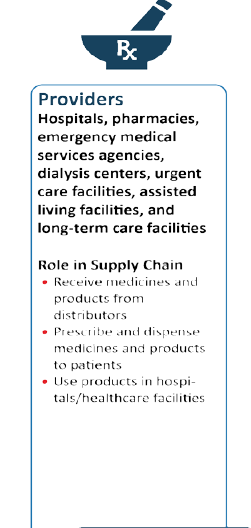 Rx
Providers
Hospitals, pharmacies,
emergency medical
services agencies,
dialysis centers, urgent
care facilities, assisted
living facilities, and
long-term care facilities
Role in Supply Chain
• Receive medicines and
products from
distributors
• Prescribe and dispense
medicines and products
to patients
• Use products in hospi-
tals/healthcare facilities